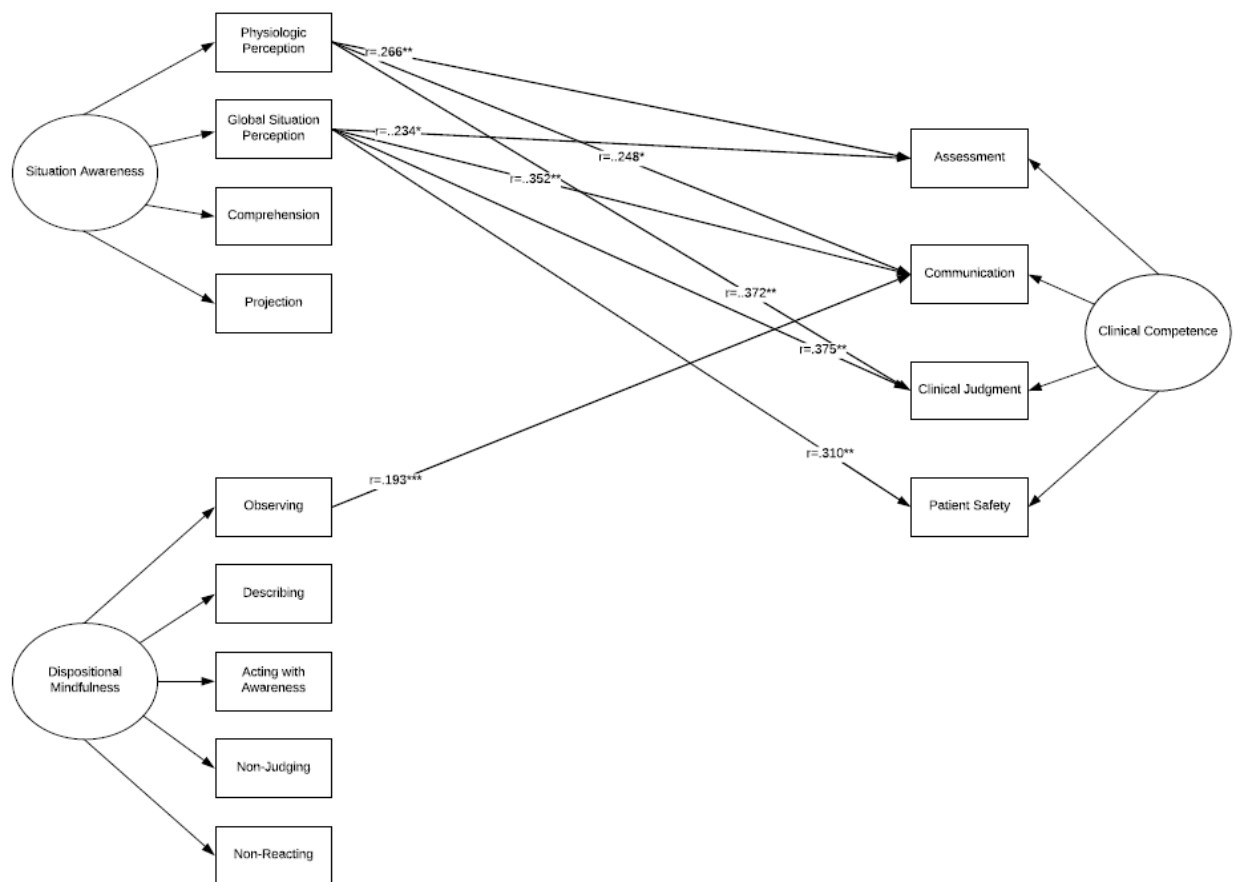 Physiologic
Perception
r=.266**
Global Situation
Perception
r=..234*
Assessment
r=..248*
Situation Awareness
r=..352**
Comprehension
Communication
r=..372**
Projection
Clinical Competence
r=.375**
Clinical Judgment
r=.310**
r=.193***
Observing
Patient Safety
Describing
Dispositional
Mindfulness
Acting with
Awareness
Non-Judging
Non-Reacting